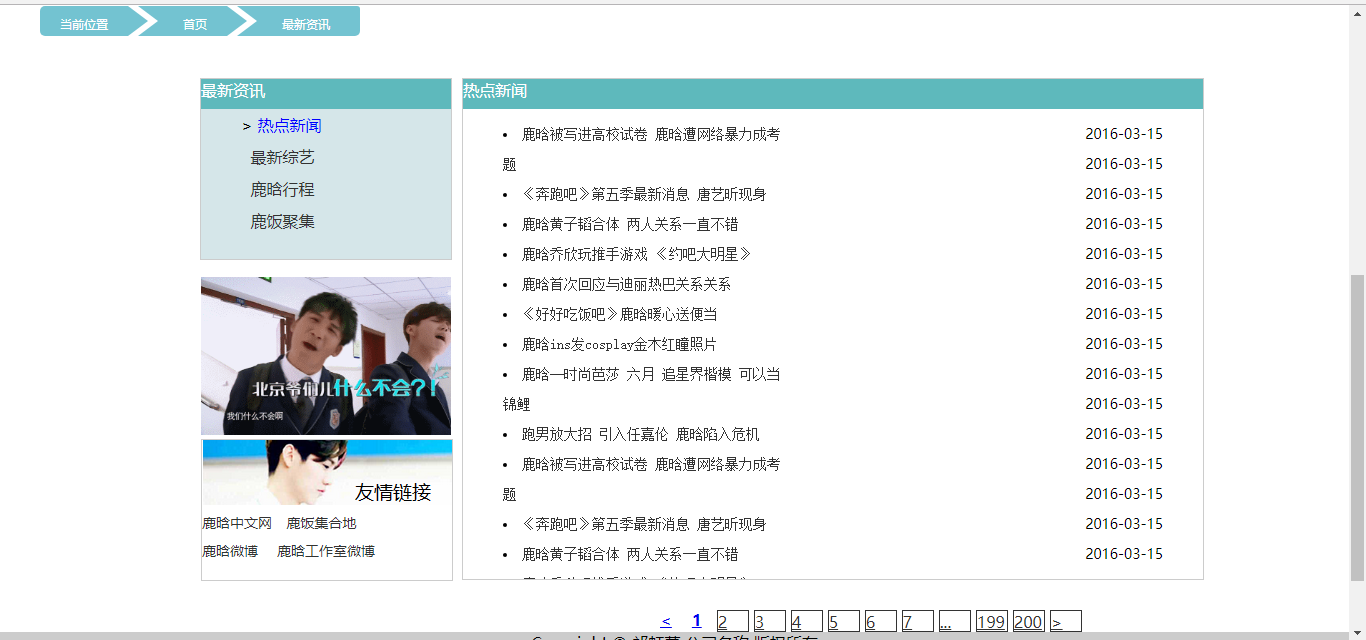 当前位置 首页 最新资讯
最新资讯
> 热点新闻
最新综艺
鹿晗行程
鹿饭聚集
北京爷们儿什么不会?!
我们什么不会啊
友情链接
鹿晗中文网 鹿饭集合地
鹿晗微博 鹿晗工作室微博
热点新闻
• 鹿晗被写进高校试卷 鹿晗遭网络暴力成考 2016-03-15
题 2016-03-15
• 《奔跑吧》第五季最新消息 唐艺昕现身 2016-03-15
• 鹿晗黄子韬合体 两人关系一直不错 2016-03-15
• 鹿晗乔欣玩推手游戏 《约吧大明星》 2016-03-15
• 鹿晗首次回应与迪丽热巴关系关系 2016-03-15
• 《好好吃饭吧》鹿晗暖心送便当 2016-03-15
• 鹿晗ins发cosplay金木红瞳照片 2016-03-15
• 鹿晗一时尚芭莎 六月 追星界楷模 可以当 2016-03-15
锦鲤 2016-03-15
• 跑男放大招 引入任嘉伦 鹿晗陷入危机 2016-03-15
• 鹿晗被写进高校试卷 鹿晗遭网络暴力成考 2016-03-15
题 2016-03-15
• 《奔跑吧》第五季最新消息 唐艺昕现身 2016-03-15
• 鹿晗黄子韬合体 两人关系一直不错 2016-03-15
< 1 2 3 4 5 6 7 ... 199 200 >